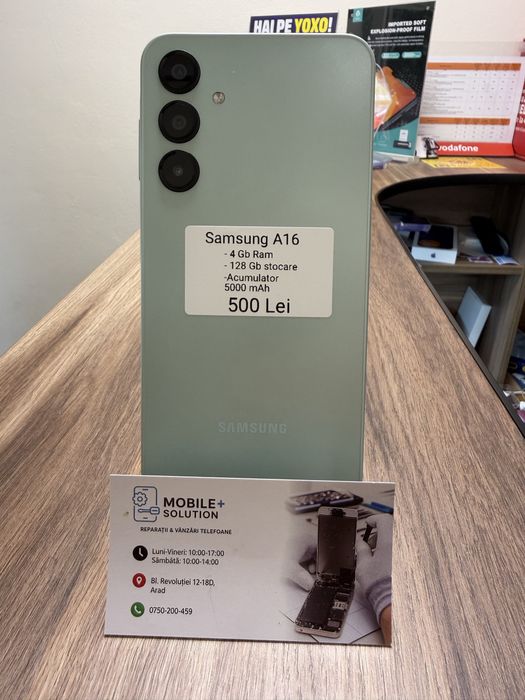 HAI PE YOXO!
IMPORTED SOFT
EXPLOSION-PROOF FILM
vodafone
Samsung A16
- 4 Gb Ram
- 128 Gb stocare
-Acumulator
5000 mAh
500 Lei
SAMSUNG
MOBILE+
SOLUTION
REPARAȚII & VÂNZĂRI TELEFOANE
Luni-Vineri: 10:00-17:00
Sâmbătă: 10:00-14:00
Bl. Revoluției 12-18D,
Arad
0750-200-459